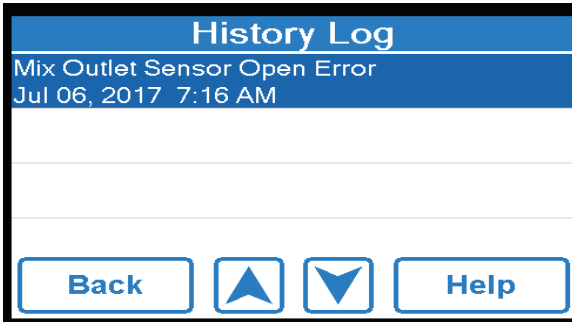 History Log
Mix Outlet Sensor Open Error
Jul 06, 2017 7:16 AM
Back
Help